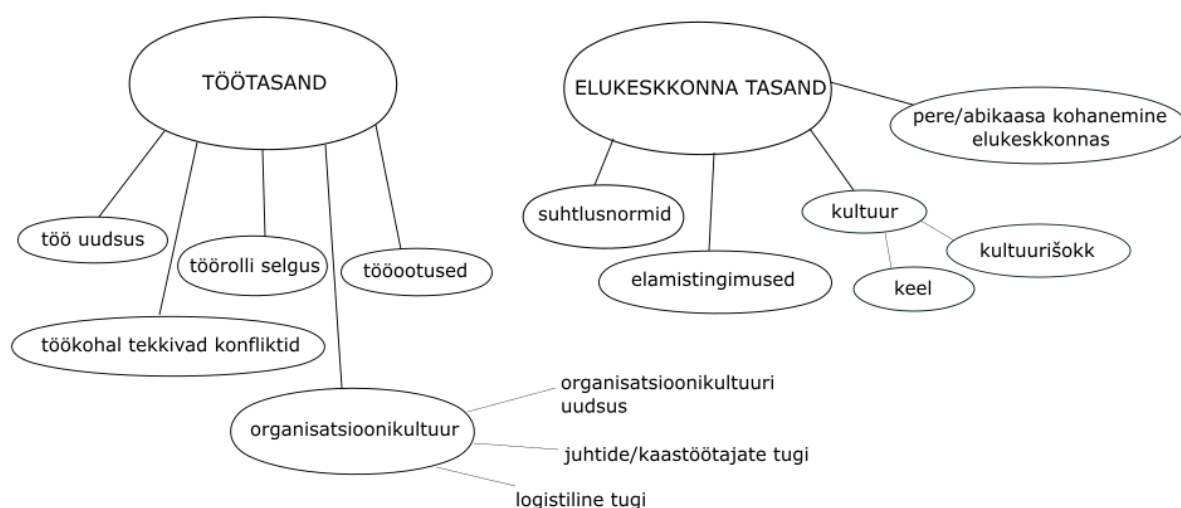 TÖÖTASAND
töö uudsus
töörolli selgus
tööootused
töökohal tekkivad konfliktid
organisatsioonikultuur
organisatsioonikultuuri
uudsus
juhtide/kaastöötajate tugi
logistiline tugi
ELUKESKKONNA TASAND
pere/abikaasa kohanemine
elukeskkonnas
suhtlusnormid
elamistingimused
kultuur
kultuurišokk
keel